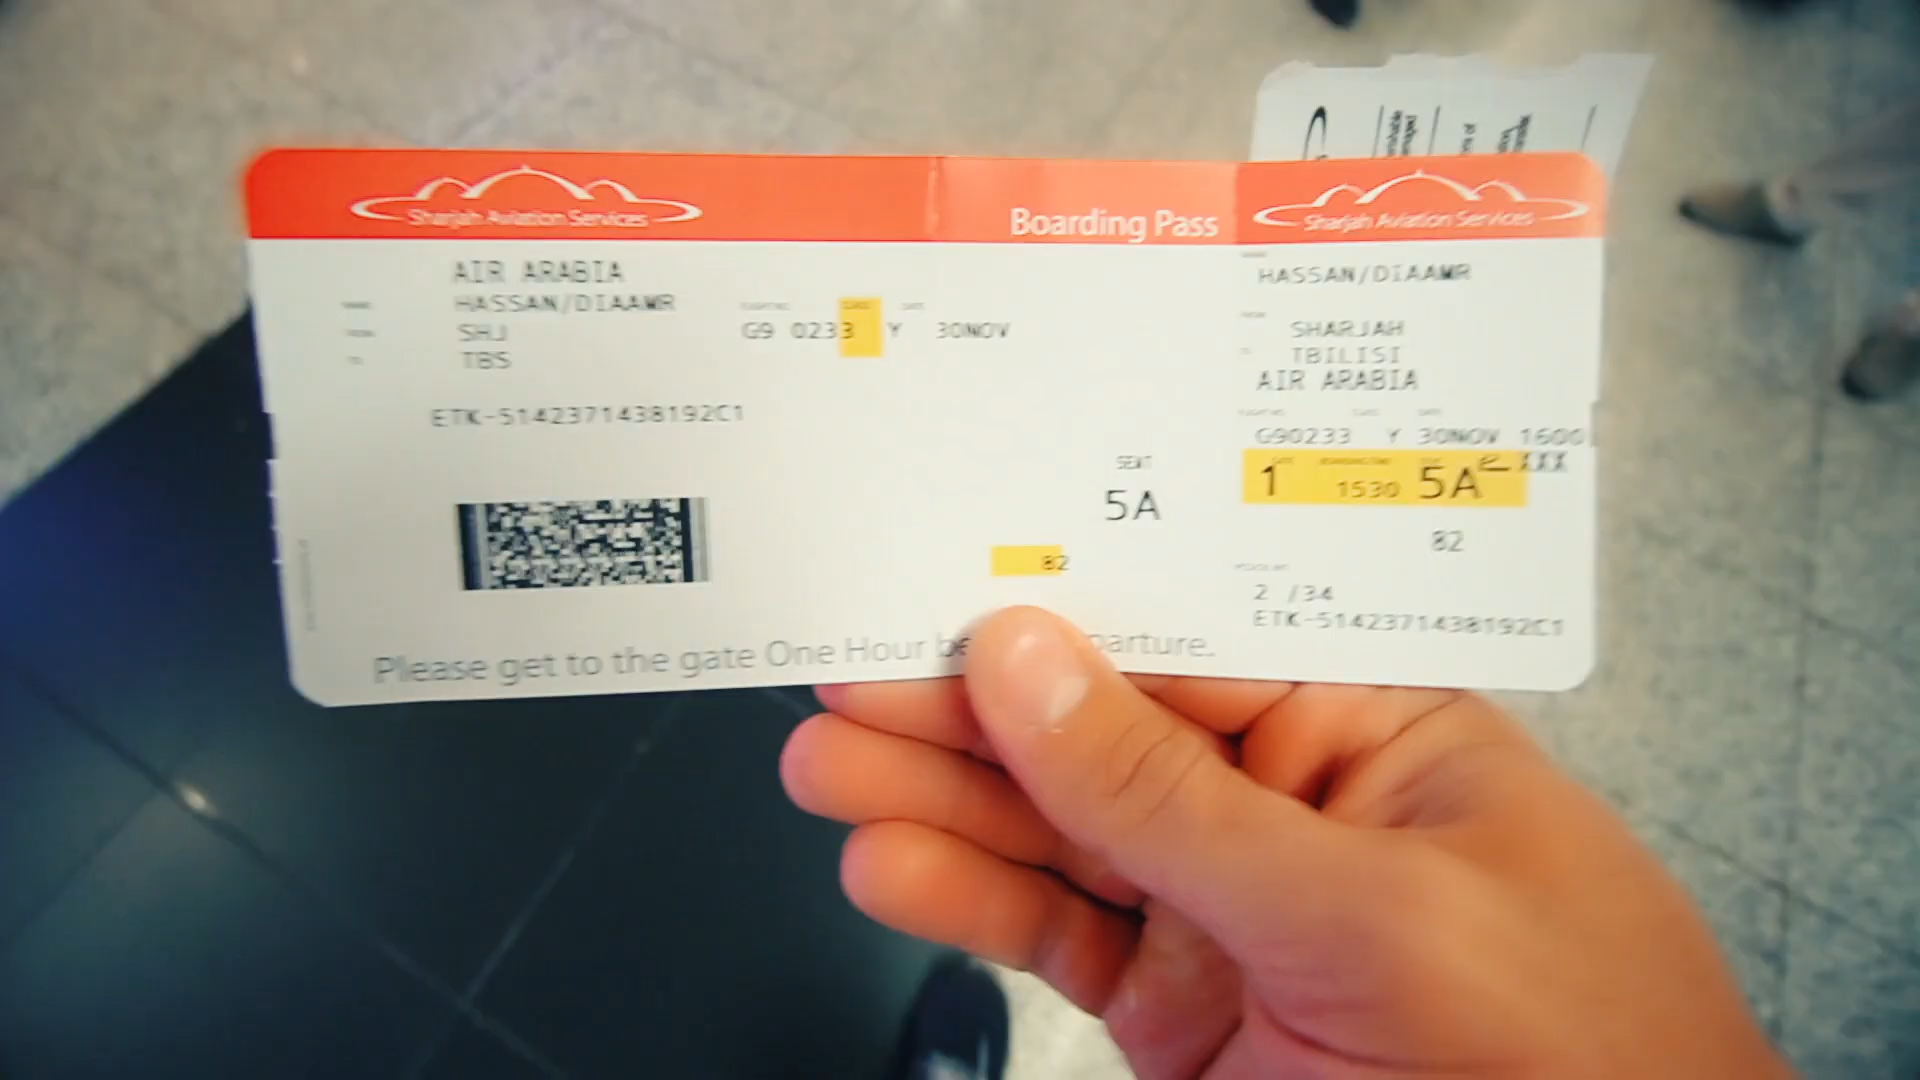 Sharjah Aviation Services
Boarding Pass
AIR ARABIA
HASSAN/DIAAMR
SHJ
TBS
G9 0233 Y 30NOV
ETK-5142371438192C1
SEAT
5A
82
Please get to the gate One Hour be parture.
Sharjah Aviation Services
HASSAN/DIAAMR
SHARJAH
TBILISI
AIR ARABIA
G90233 Y 30NOV 1600
1 1530 5A XXX
82
2 /34
ETK-5142371438192C1